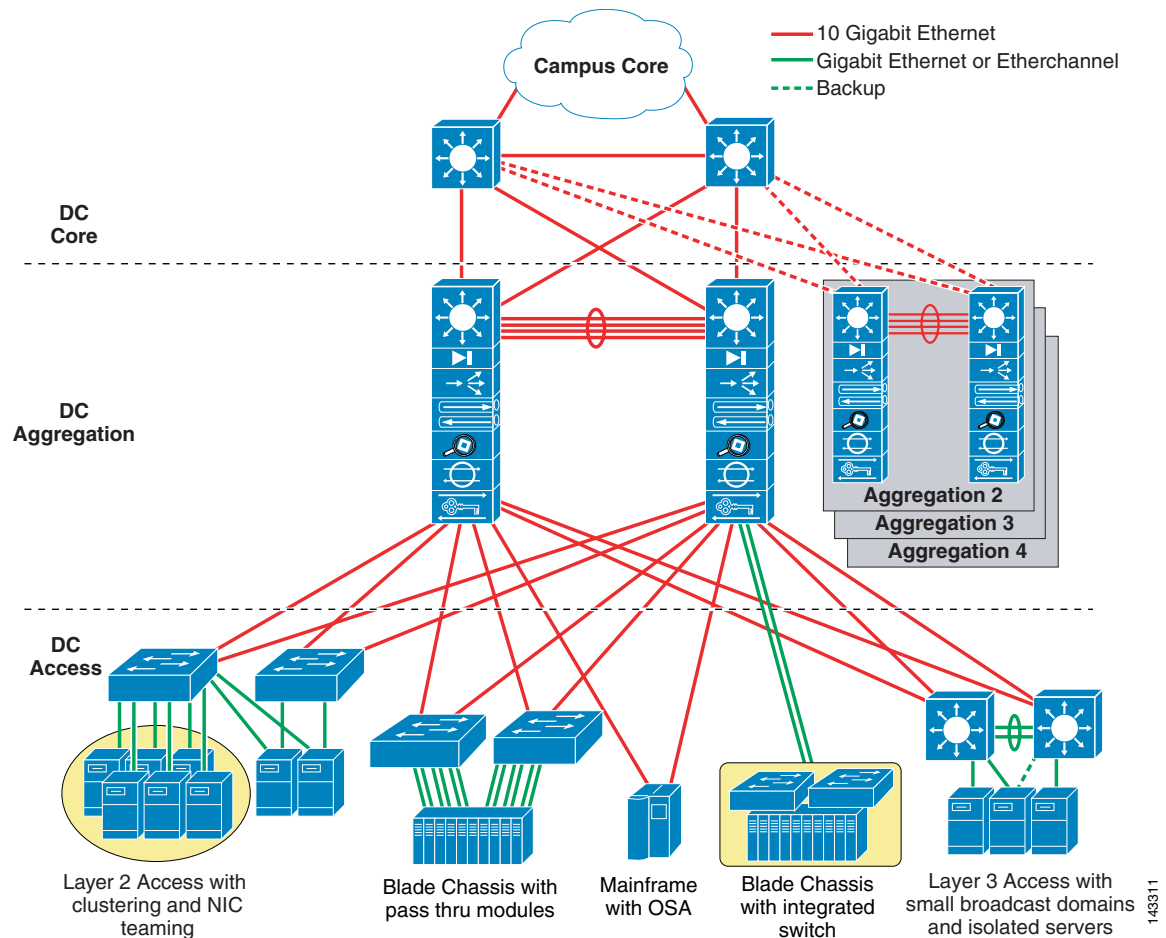 Campus Core
10 Gigabit Ethernet
Gigabit Ethernet or Etherchannel
Backup
DC
Core
DC
Aggregation
Aggregation 2
Aggregation 3
Aggregation 4
DC
Access
Layer 2 Access with
clustering and NIC
teaming
Blade Chassis with
pass thru modules
Mainframe
with OSA
Blade Chassis
with integrated
switch
Layer 3 Access with
small broadcast domains
and isolated servers
143311